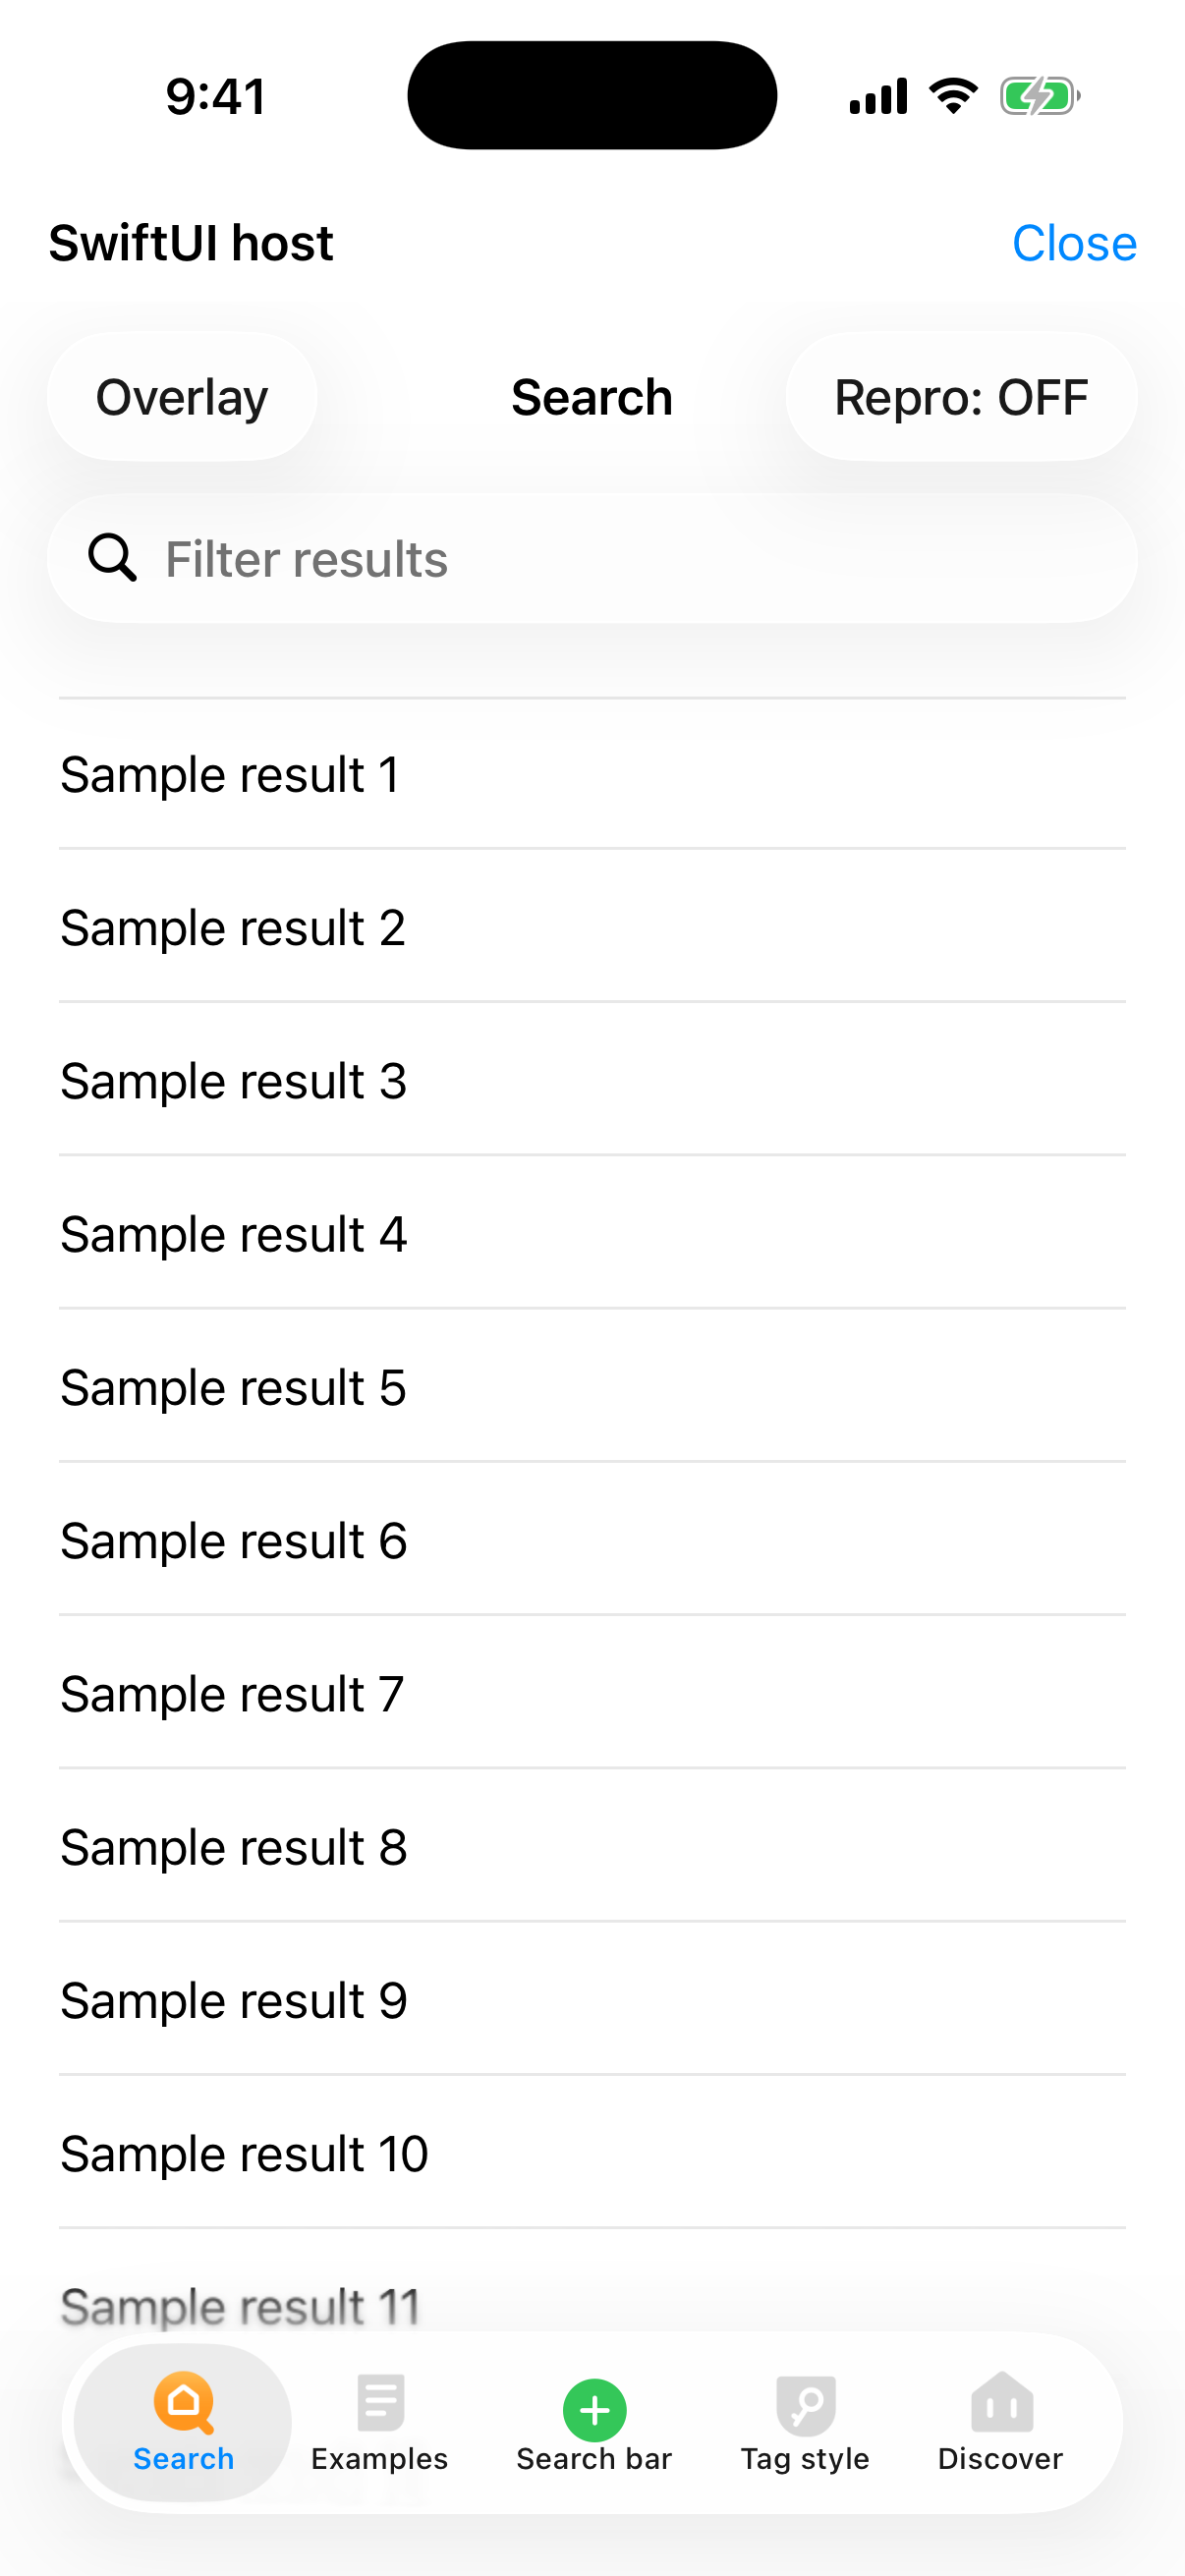 9:41
SwiftUI host
Close
Overlay
Search
Repro: OFF
Filter results
Sample result 1
Sample result 2
Sample result 3
Sample result 4
Sample result 5
Sample result 6
Sample result 7
Sample result 8
Sample result 9
Sample result 10
Sample result 11
Search
Examples
Search bar
Tag style
Discover